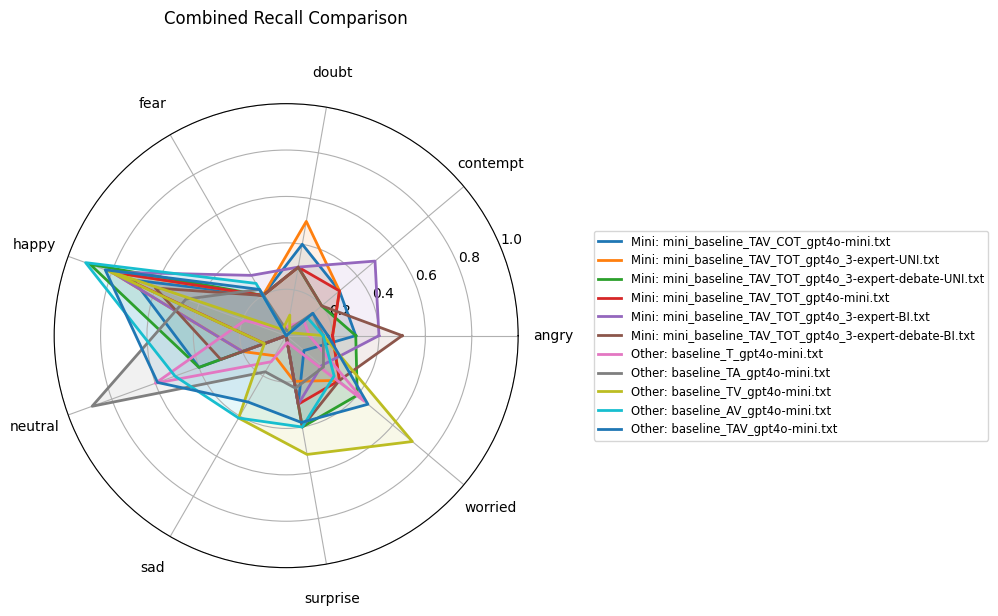 Combined Recall Comparison
doubt
fear
contempt
happy
1.0
0.8
0.6
0.4
0.2
angry
neutral
worried
sad
surprise
Mini: mini_baseline_TAV_COT_gpt4o-mini.txt
Mini: mini_baseline_TAV_TOT_gpt4o_3-expert-UNI.txt
Mini: mini_baseline_TAV_TOT_gpt4o_3-expert-debate-UNI.txt
Mini: mini_baseline_TAV_TOT_gpt4o-mini.txt
Mini: mini_baseline_TAV_TOT_gpt4o_3-expert-BI.txt
Mini: mini_baseline_TAV_TOT_gpt4o_3-expert-debate-BI.txt
Other: baseline_T_gpt4o-mini.txt
Other: baseline_TA_gpt4o-mini.txt
Other: baseline_TV_gpt4o-mini.txt
Other: baseline_AV_gpt4o-mini.txt
Other: baseline_TAV_gpt4o-mini.txt